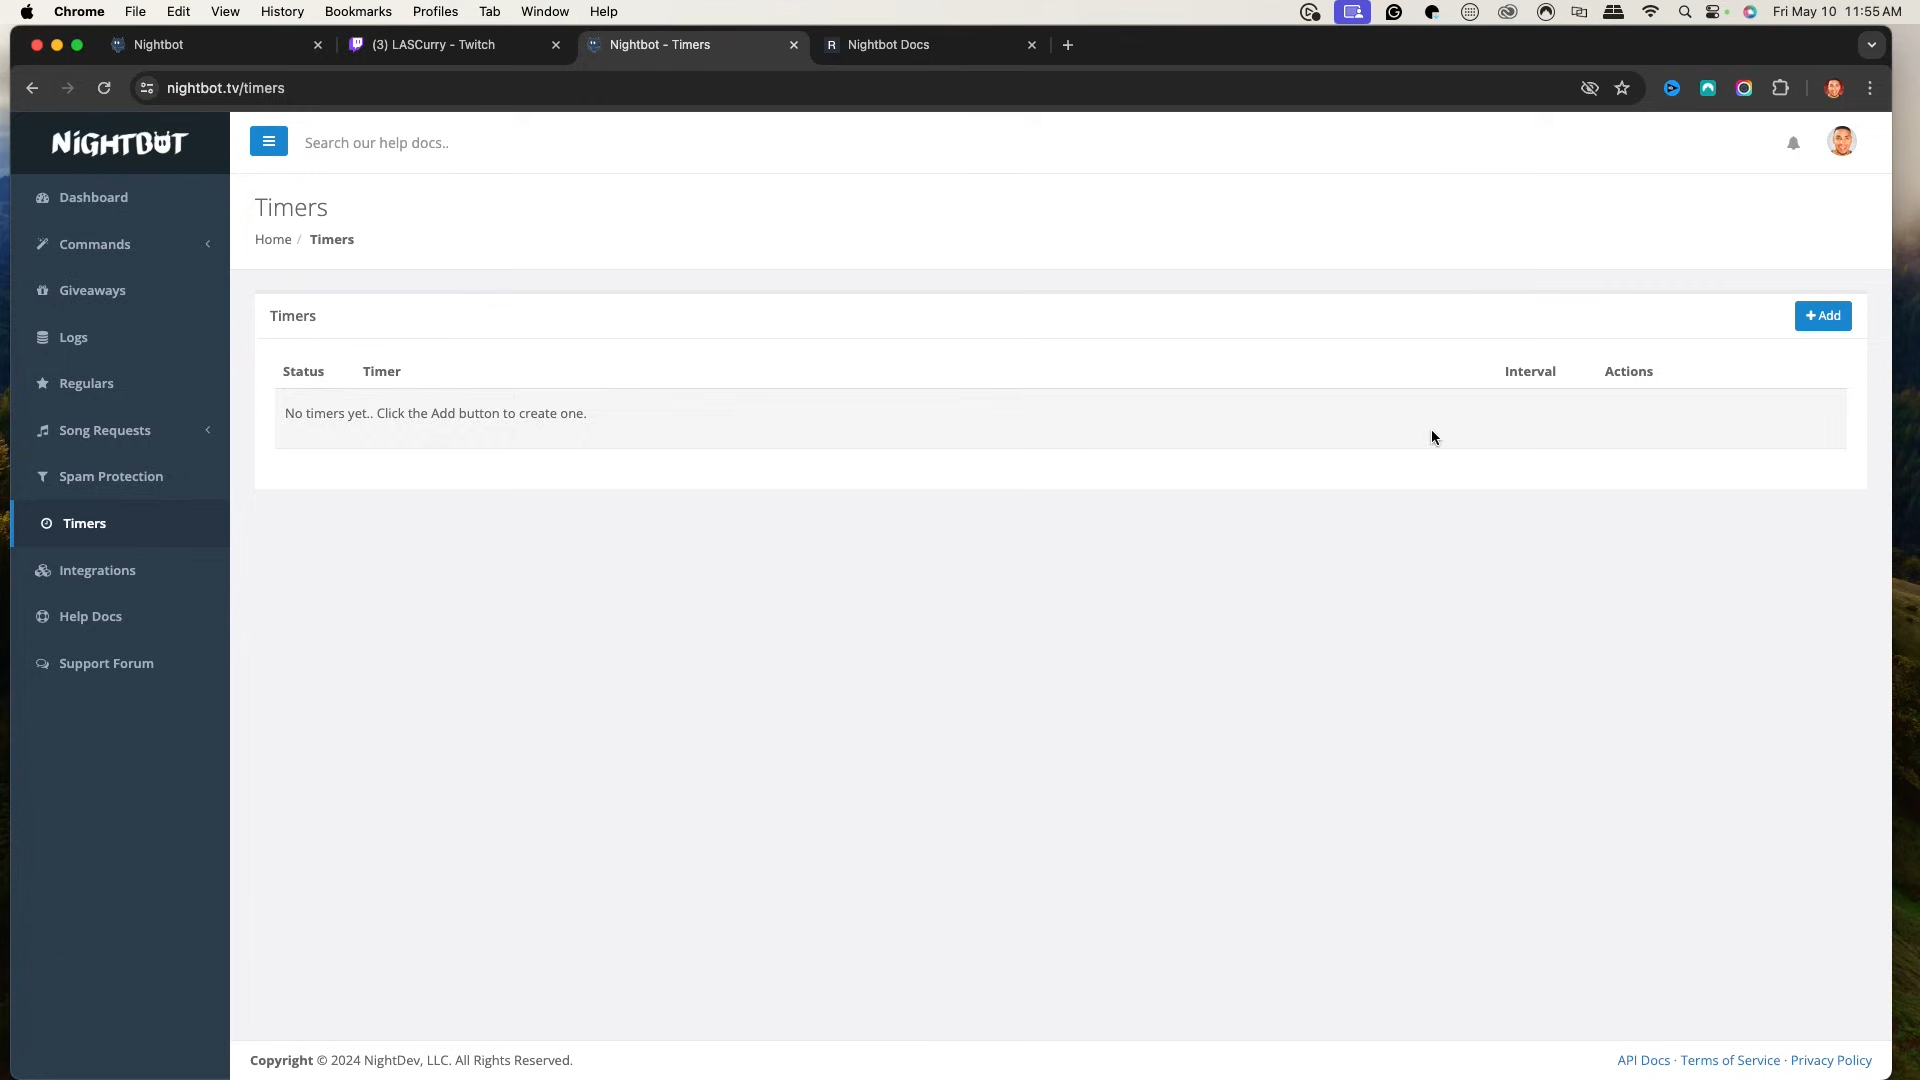 Chrome File Edit View History Bookmarks Profiles Tab Window Help Fri May 10 11:55 AM
Nightbot (3) LASCurry - Twitch Nightbot - Timers R Nightbot Docs
nightbot.tv/timers
NIGHTBOT
Search our help docs..
Dashboard
Commands
Giveaways
Logs
Regulars
Song Requests
Spam Protection
Timers
Integrations
Help Docs
Support Forum
Timers
Home / Timers
Timers
+ Add
Status Timer Interval Actions
No timers yet.. Click the Add button to create one.
Copyright © 2024 NightDev, LLC. All Rights Reserved.
API Docs · Terms of Service · Privacy Policy